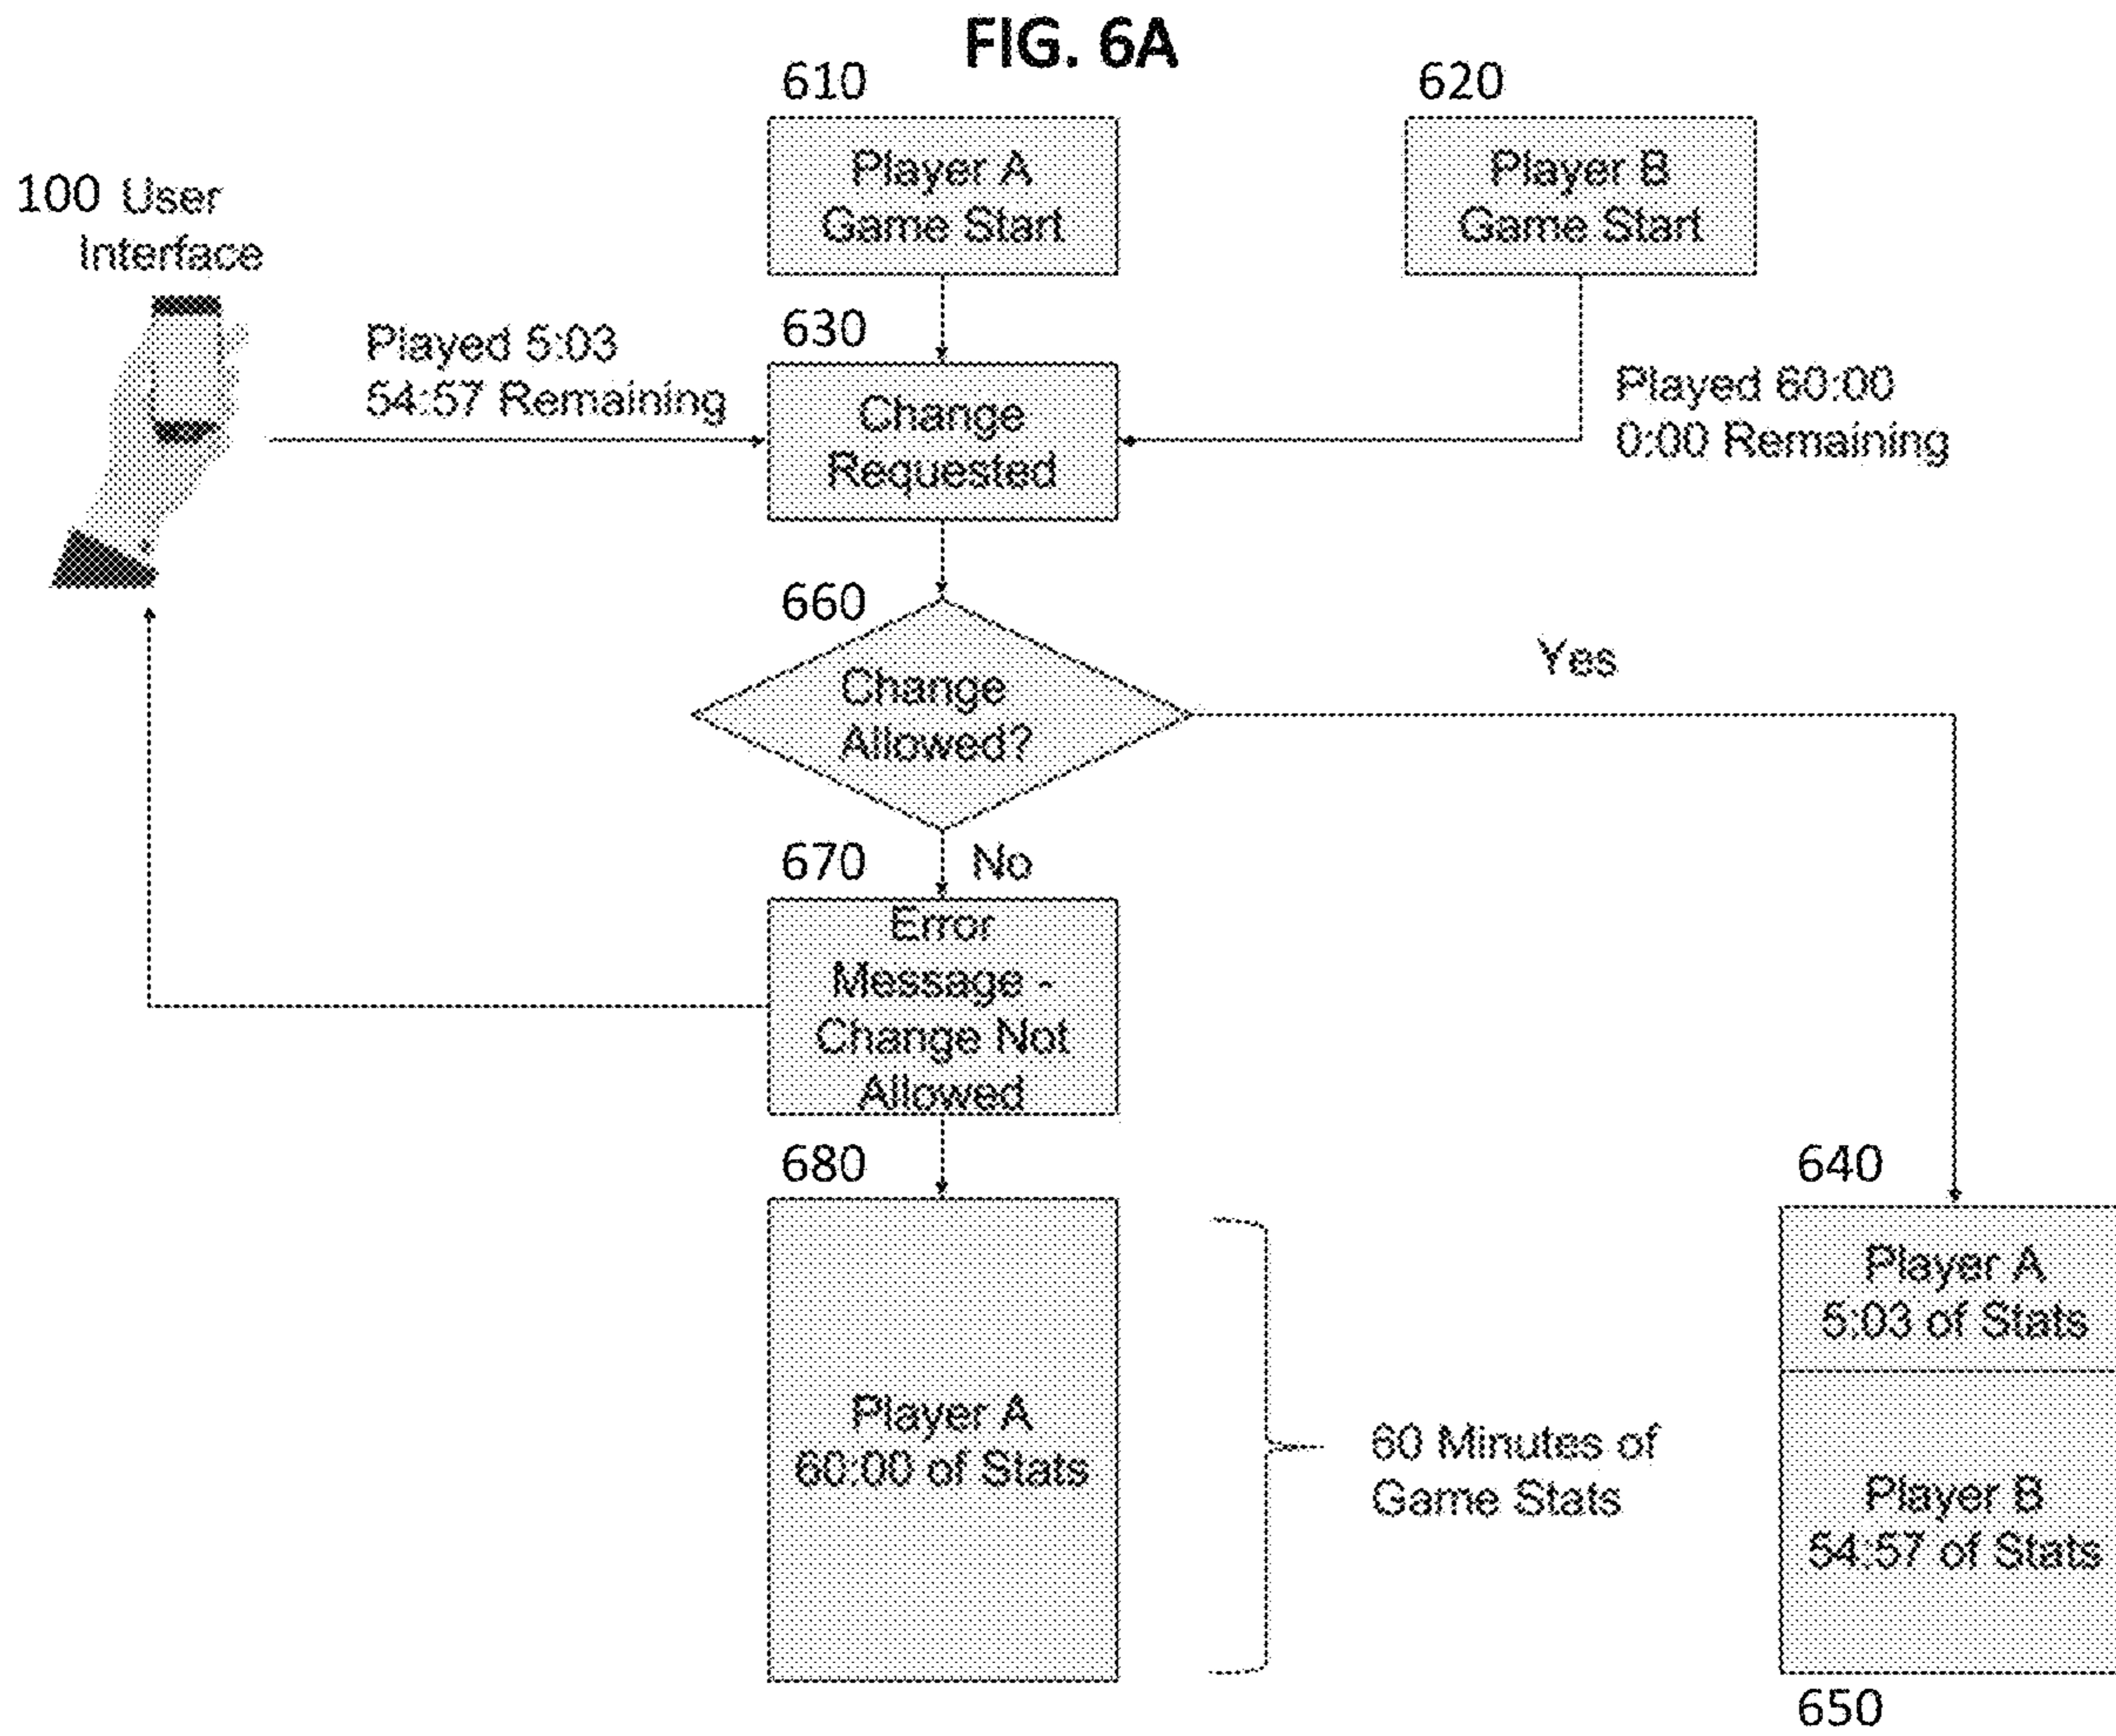 FIG. 6A
610
Player A
Game Start
620
Player B
Game Start
100 User
Interface
Played 5:03
54:57 Remaining
630
Change
Requested
Played 60:00
0:00 Remaining
660
Change
Allowed?
Yes
670
No
Error
Message -
Change Not
Allowed
680
Player A
60:00 of Stats
60 Minutes of
Game Stats
640
Player A
5:03 of Stats
Player B
54:57 of Stats
650